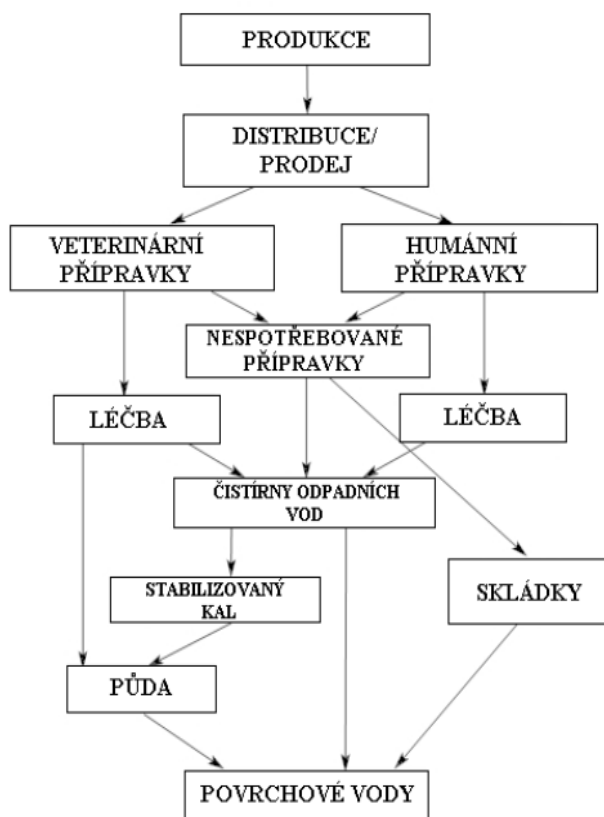 PRODUKCE
DISTRIBUCE/
PRODEJ
VETERINÁRNÍ
PŘÍPRAVKY
HUMÁNNÍ
PŘÍPRAVKY
NESPOTŘEBOVANÉ
PŘÍPRAVKY
LÉČBA
LÉČBA
ČISTÍRNY ODPADNÍCH
VOD
STABILIZOVANÝ
KAL
SKLÁDKY
PŮDA
POVRCHOVÉ VODY